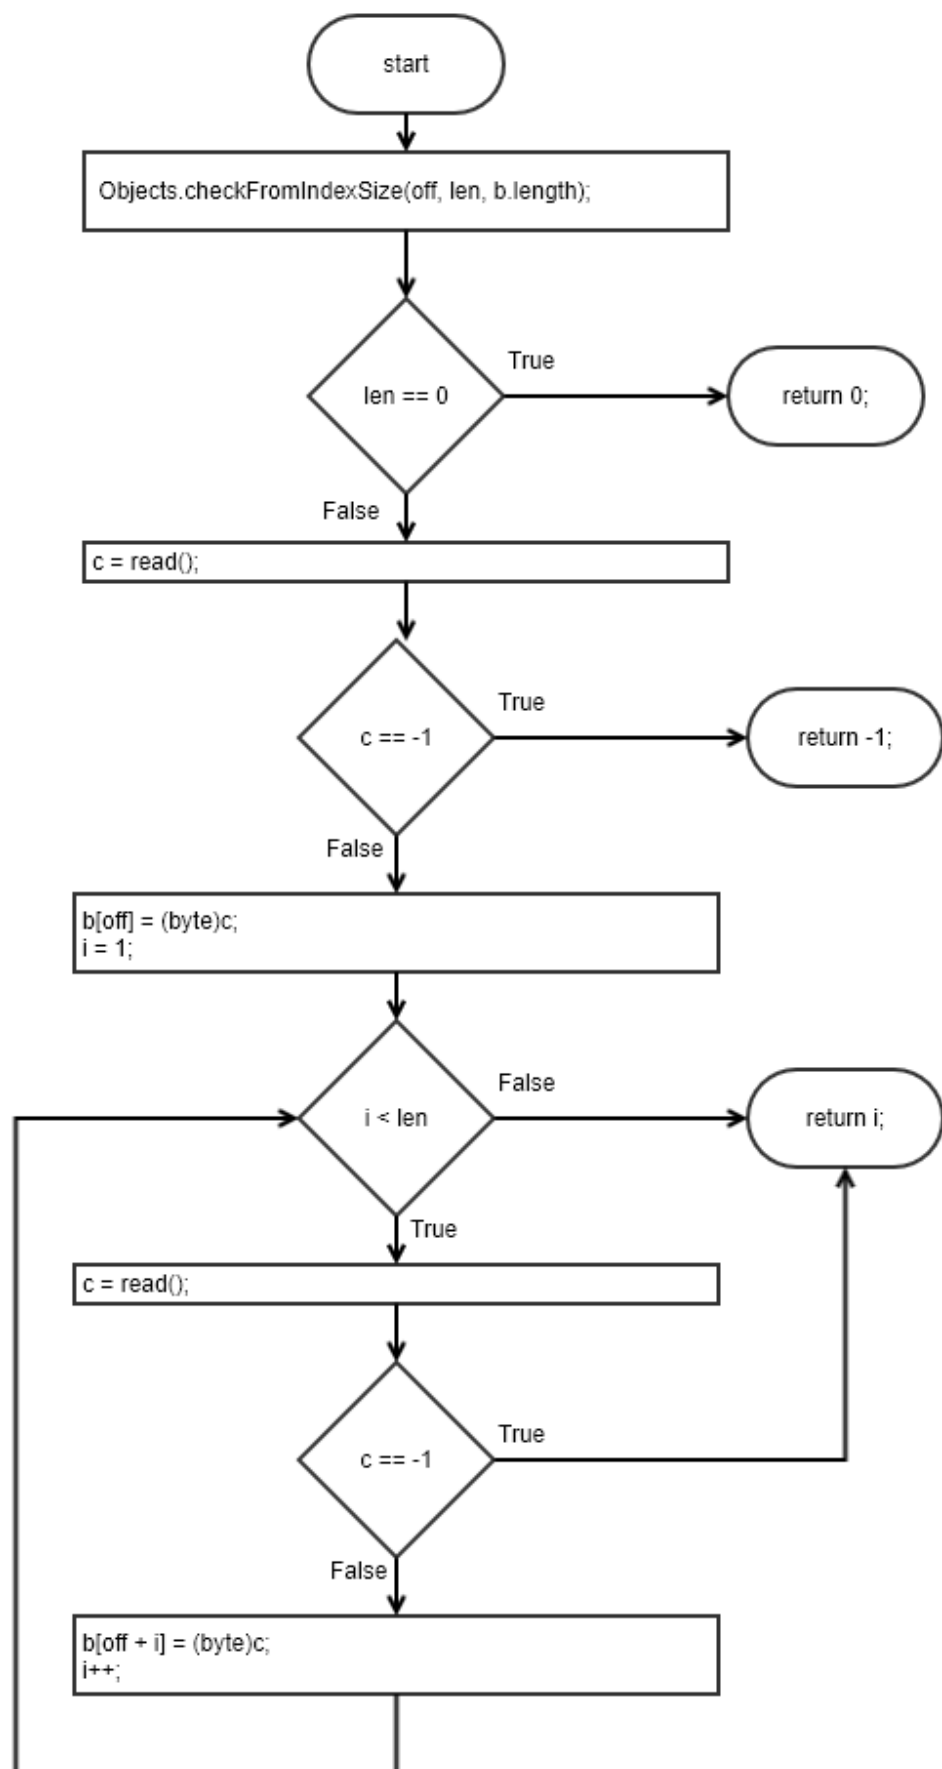 start
Objects.checkFromIndexSize(off, len, b.length);
True
len == 0
return 0;
False
c = read();
True
c == -1
return -1;
False
b[off] = (byte)c;
i = 1;
False
i < len
return i;
True
c = read();
True
c == -1
False
b[off + i] = (byte)c;
i++;